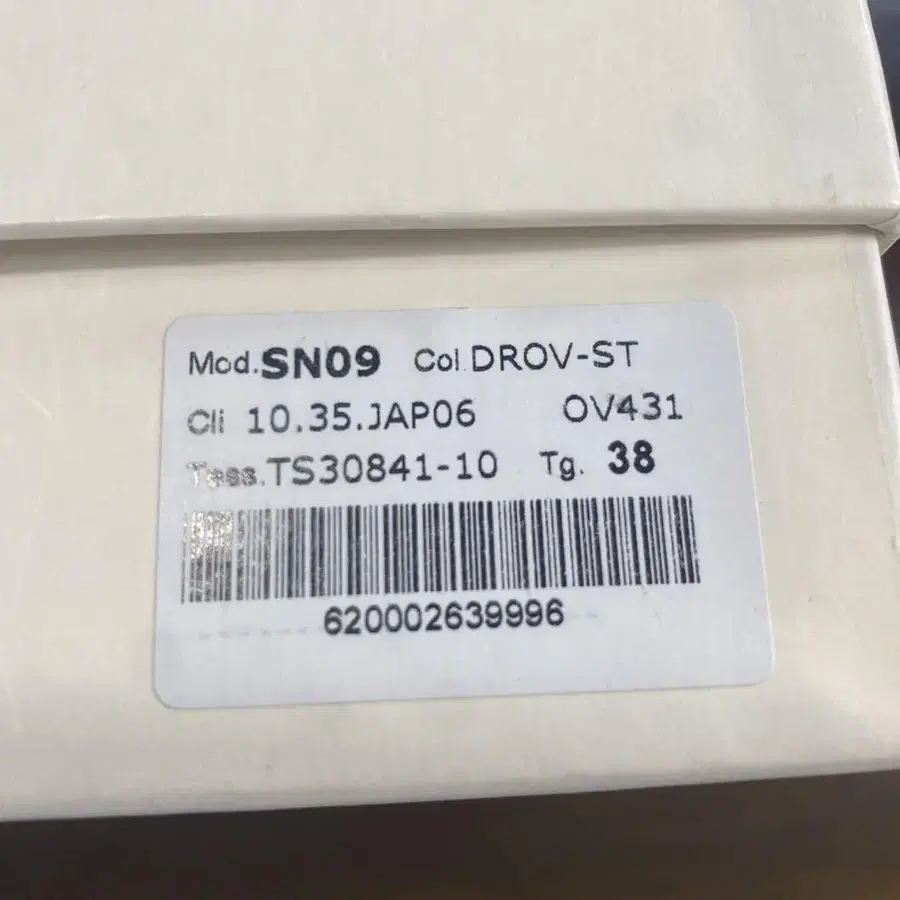 Mod.SN09 Col.DROV-ST
Cli 10.35.JAP06 OV431
Tess.TS30841-10 Tg. 38
620002639996